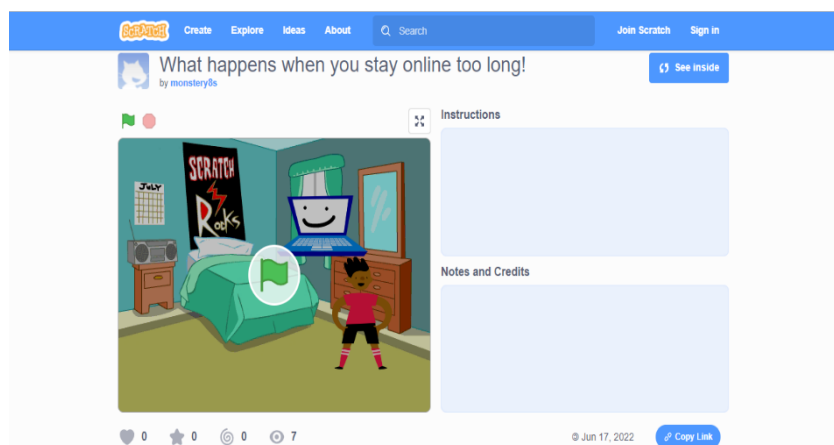 SCRATCH Create Explore Ideas About Search Join Scratch Sign in
What happens when you stay online too long!
by monstery8s
See inside
Instructions
JULY
SCRATCH
Rocks
Notes and Credits
0 0 0 7
© Jun 17, 2022
Copy Link